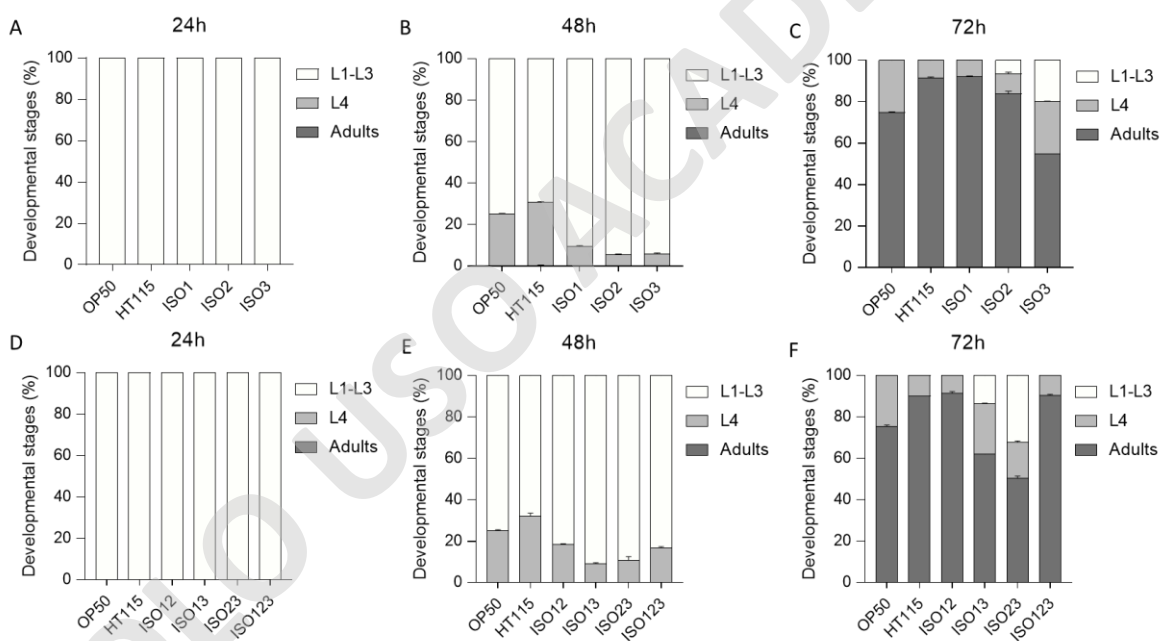 A
24h
Developmental stages (%)
100
80
60
40
20
0
OP50
HT115
ISO1
ISO2
ISO3
L1-L3
L4
Adults
B
48h
Developmental stages (%)
100
80
60
40
20
0
OP50
HT115
ISO1
ISO2
ISO3
L1-L3
L4
Adults
C
72h
Developmental stages (%)
100
80
60
40
20
0
OP50
HT115
ISO1
ISO2
ISO3
L1-L3
L4
Adults
D
24h
Developmental stages (%)
100
80
60
40
20
0
OP50
HT115
ISO12
ISO13
ISO23
ISO123
L1-L3
L4
Adults
E
48h
Developmental stages (%)
100
80
60
40
20
0
OP50
HT115
ISO12
ISO13
ISO23
ISO123
L1-L3
L4
Adults
F
72h
Developmental stages (%)
100
80
60
40
20
0
OP50
HT115
ISO12
ISO13
ISO23
ISO123
L1-L3
L4
Adults
USO